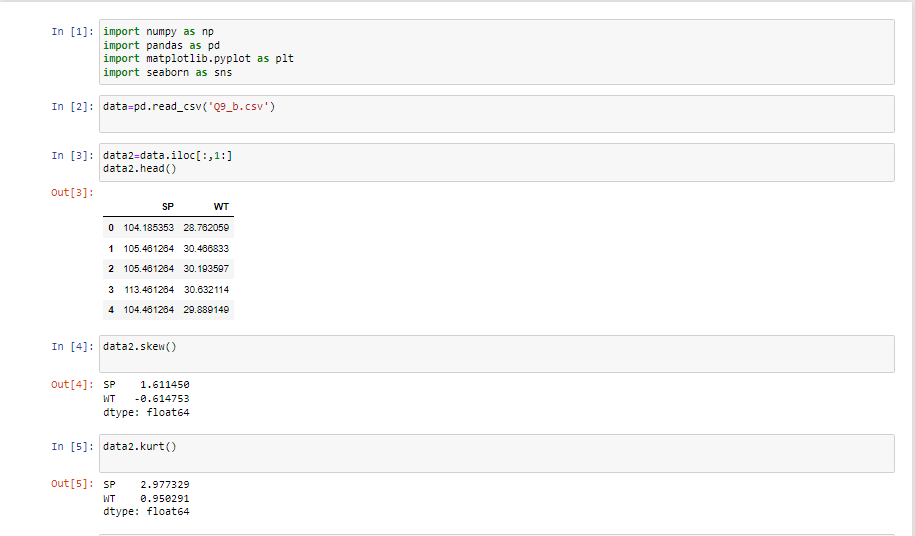 In [1]: import numpy as np
import pandas as pd
import matplotlib.pyplot as plt
import seaborn as sns
In [2]: data=pd.read_csv('Q9_b.csv')
In [3]: data2=data.iloc[:,1:]
data2.head()
Out[3]:
SP WT
0 104.185353 28.762059
1 105.461264 30.466833
2 105.461264 30.193597
3 113.461264 30.632114
4 104.461264 29.889149
In [4]: data2.skew()
Out[4]: SP 1.611450
WT -0.614753
dtype: float64
In [5]: data2.kurt()
Out[5]: SP 2.977329
WT 0.950291
dtype: float64